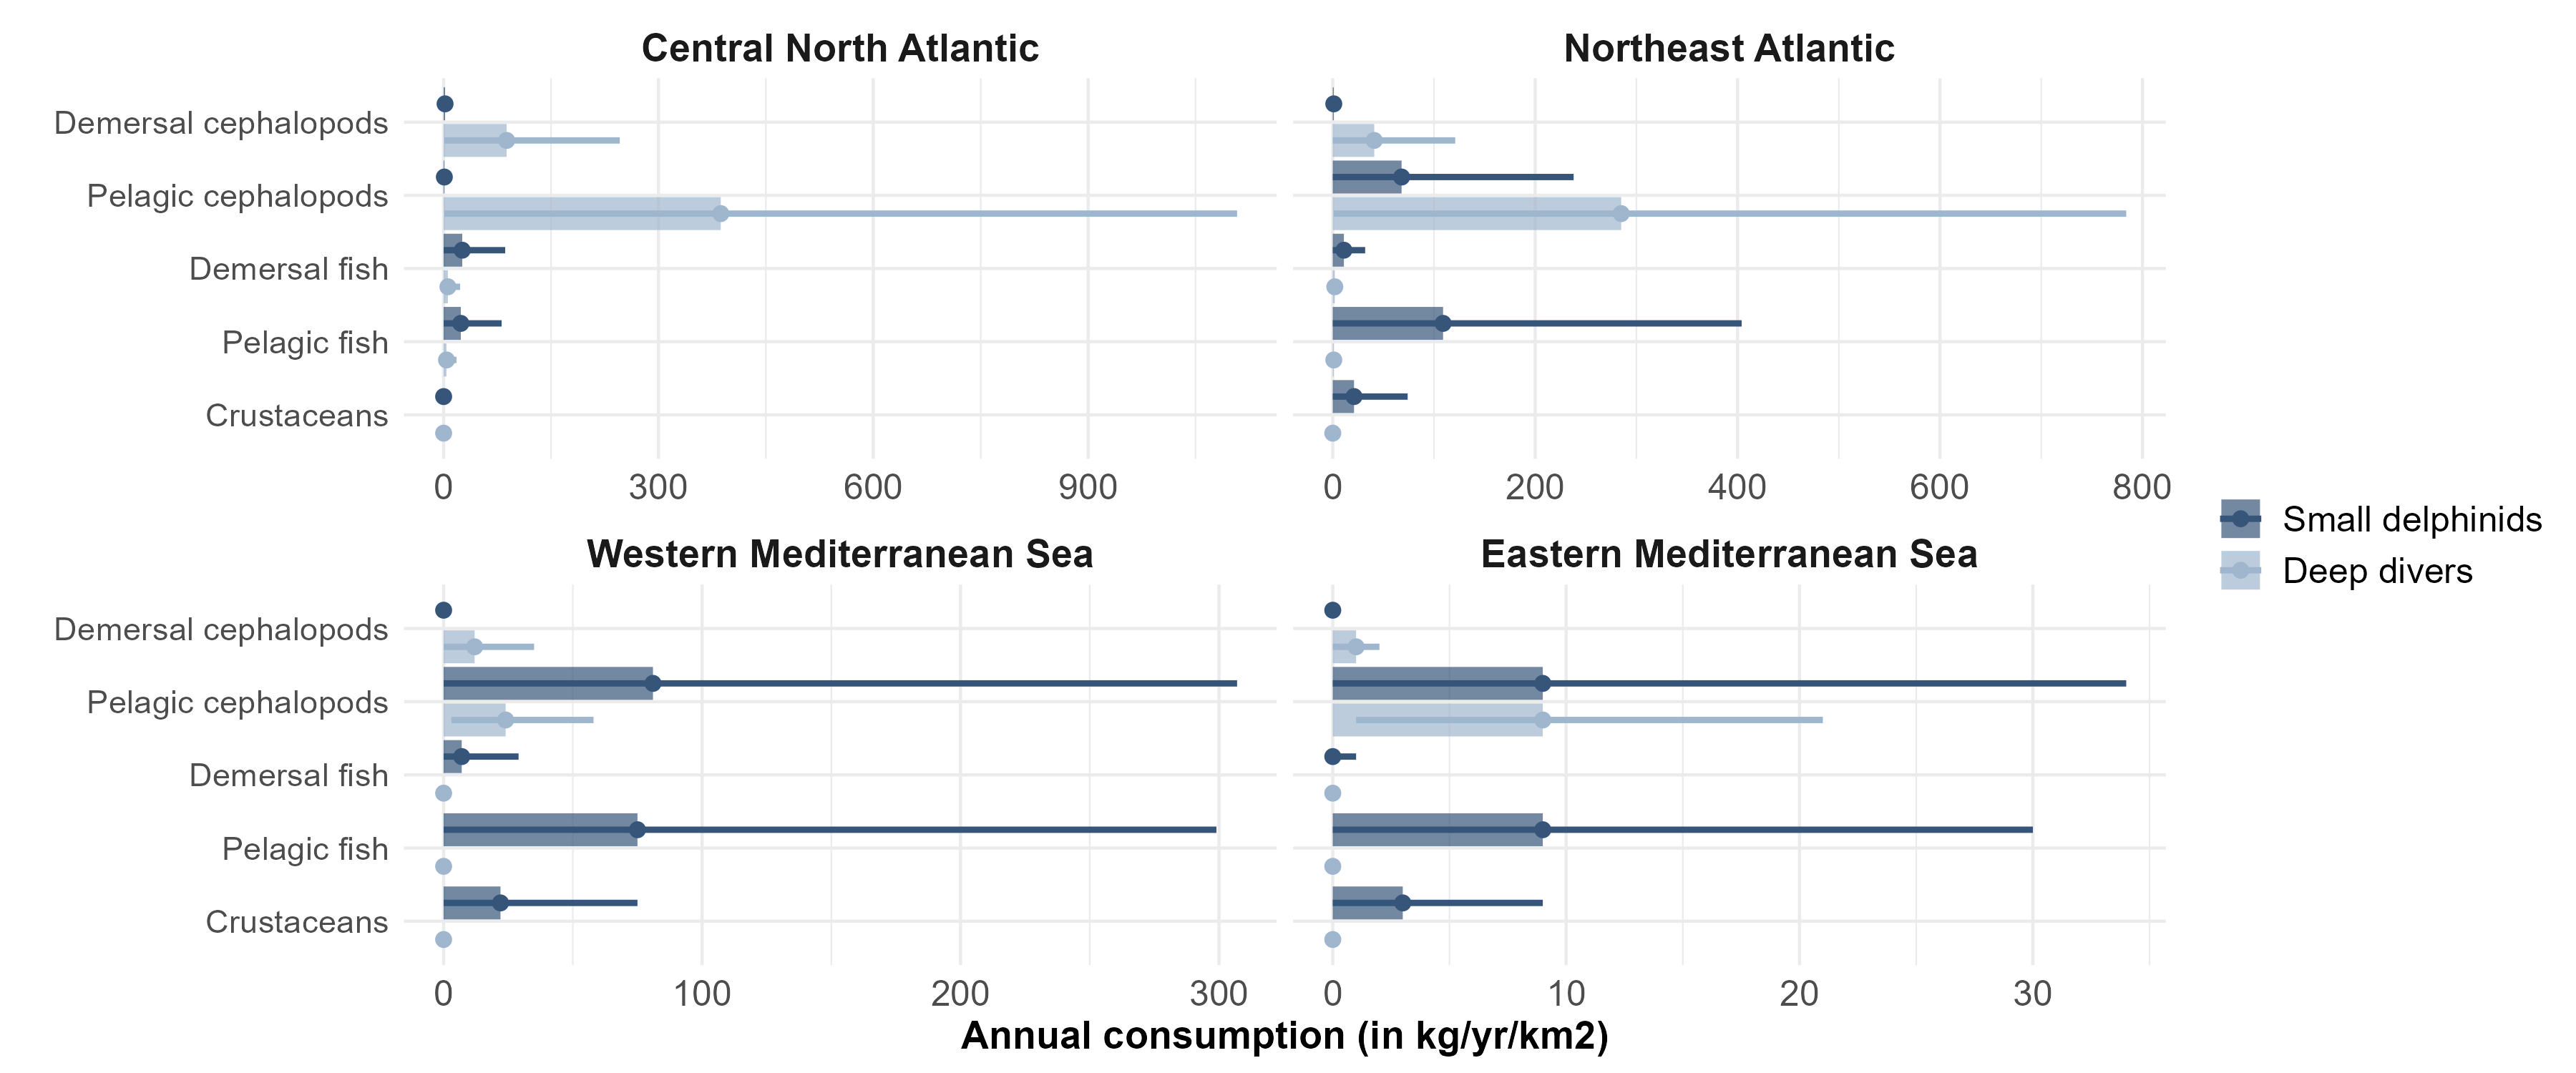 Central North Atlantic
Northeast Atlantic
Demersal cephalopods
Pelagic cephalopods
Demersal fish
Pelagic fish
Crustaceans
0 300 600 900
0 200 400 600 800
Small delphinids
Deep divers
Western Mediterranean Sea
Eastern Mediterranean Sea
Demersal cephalopods
Pelagic cephalopods
Demersal fish
Pelagic fish
Crustaceans
0 100 200 300
0 10 20 30
Annual consumption (in kg/yr/km2)